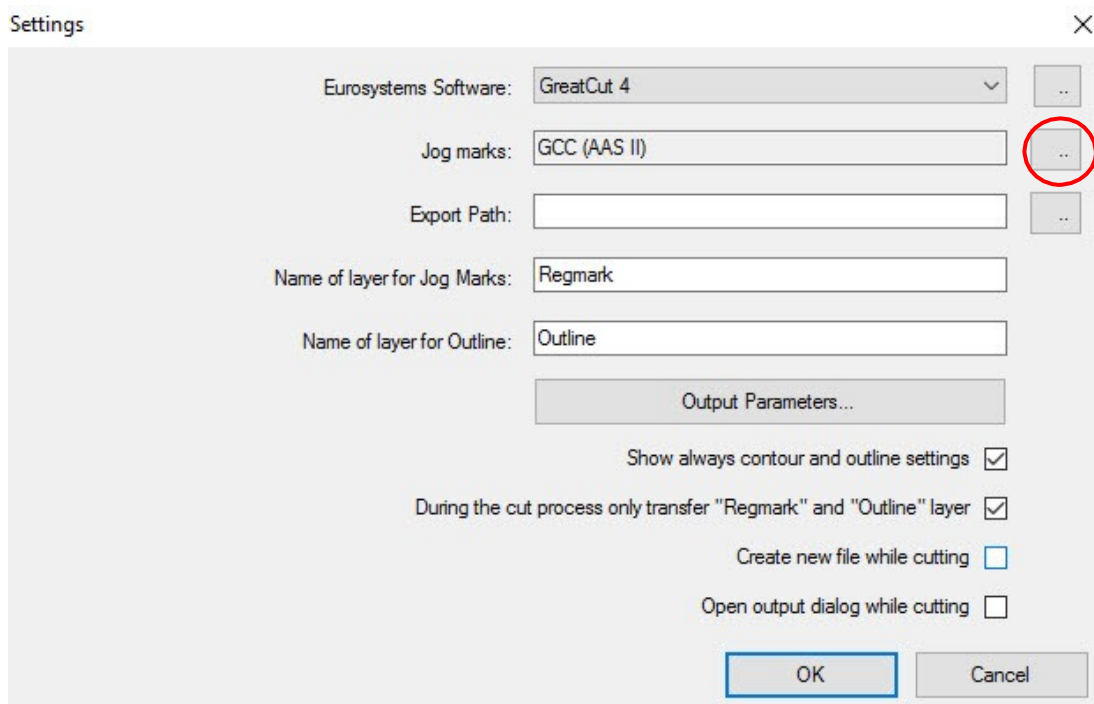 Settings
Eurosystems Software: GreatCut 4 ..
Jog marks: GCC (AAS II) ..
Export Path: ..
Name of layer for Jog Marks: Regmark
Name of layer for Outline: Outline
Output Parameters...
Show always contour and outline settings
During the cut process only transfer "Regmark" and "Outline" layer
Create new file while cutting
Open output dialog while cutting
OK Cancel